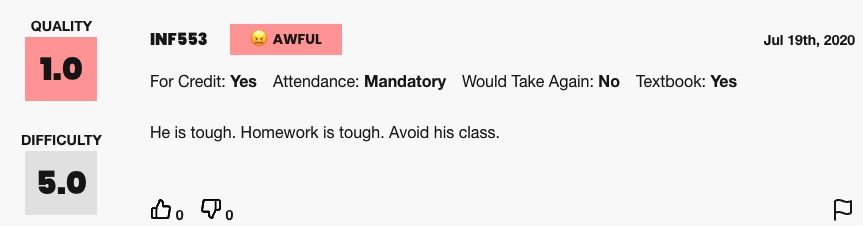 QUALITY
1.0
INF553
😖 AWFUL
Jul 19th, 2020
For Credit: Yes Attendance: Mandatory Would Take Again: No Textbook: Yes
DIFFICULTY
5.0
He is tough. Homework is tough. Avoid his class.
0 0